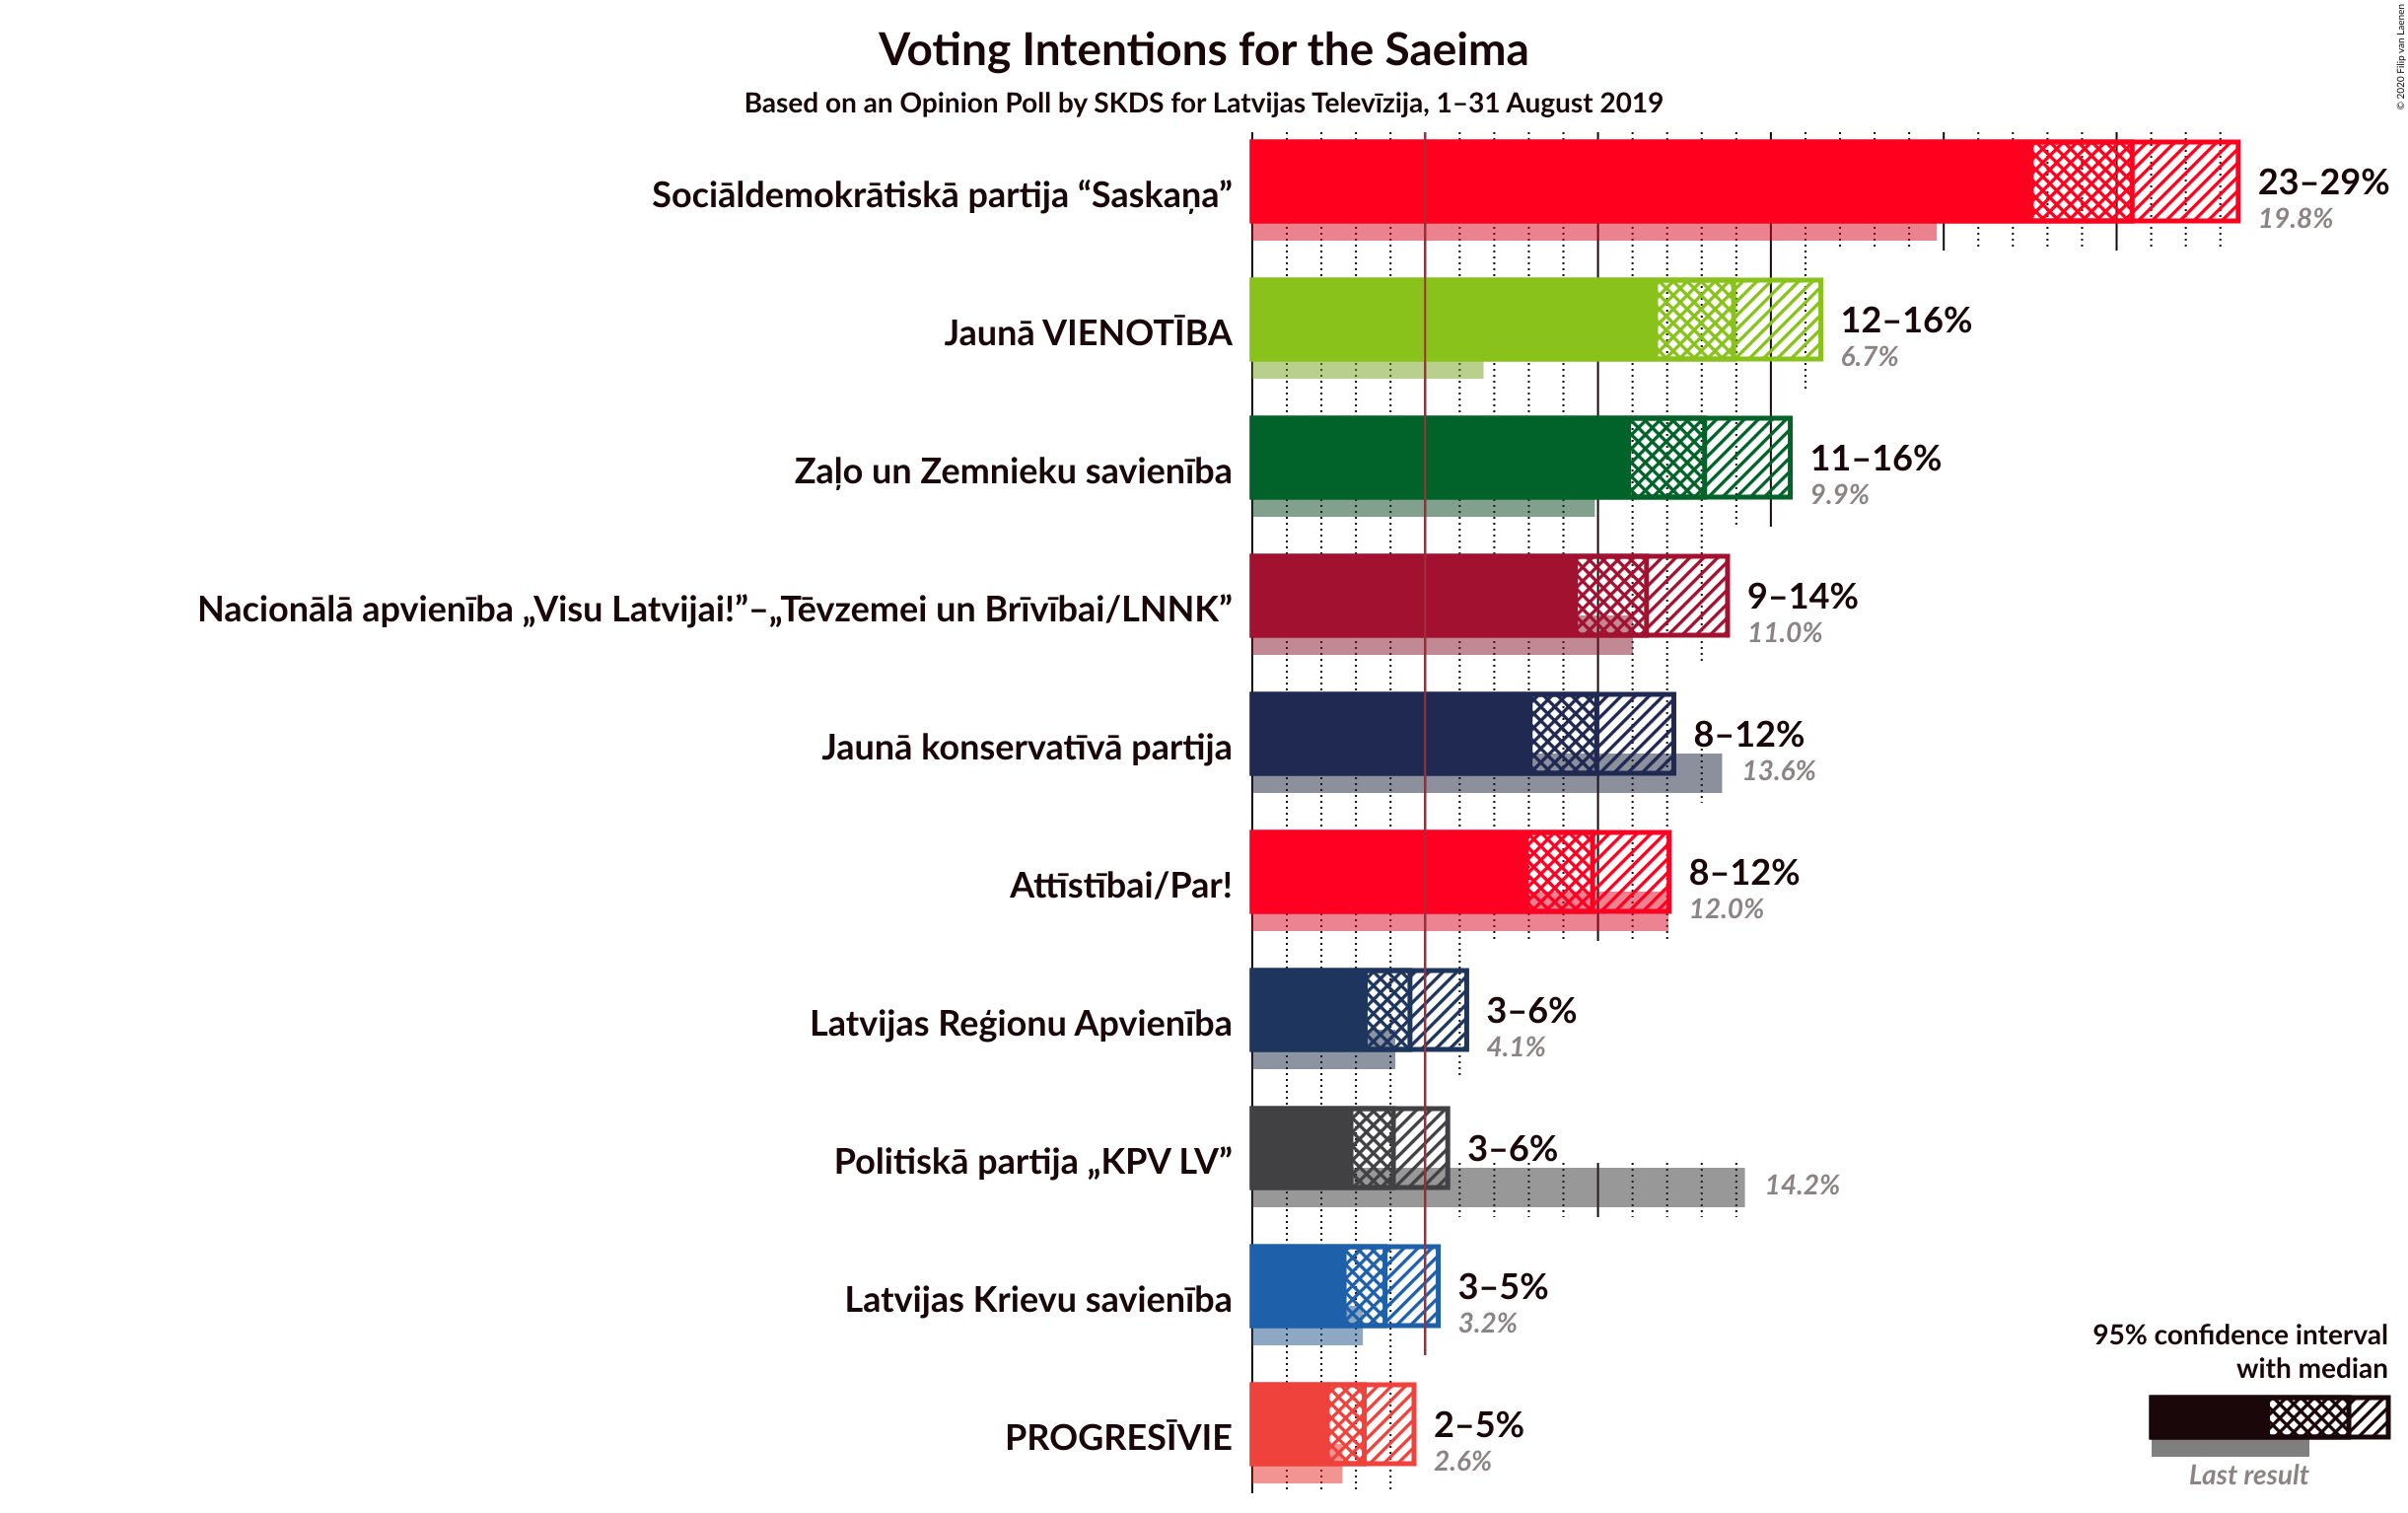 Voting Intentions for the Saeima
Based on an Opinion Poll by SKDS for Latvijas Televīzija, 1–31 August 2019
© 2020 Filip van Laenen
Sociāldemokrātiskā partija “Saskaņa”
23–29%
19.8%
Jaunā VIENOTĪBA
12–16%
6.7%
Zaļo un Zemnieku savienība
11–16%
9.9%
Nacionālā apvienība „Visu Latvijai!”–„Tēvzemei un Brīvībai/LNNK”
9–14%
11.0%
Jaunā konservatīvā partija
8–12%
13.6%
Attīstībai/Par!
8–12%
12.0%
Latvijas Reģionu Apvienība
3–6%
4.1%
Politiskā partija „KPV LV”
3–6%
14.2%
Latvijas Krievu savienība
3–5%
3.2%
PROGRESĪVIE
2–5%
2.6%
95% confidence interval
with median
Last result